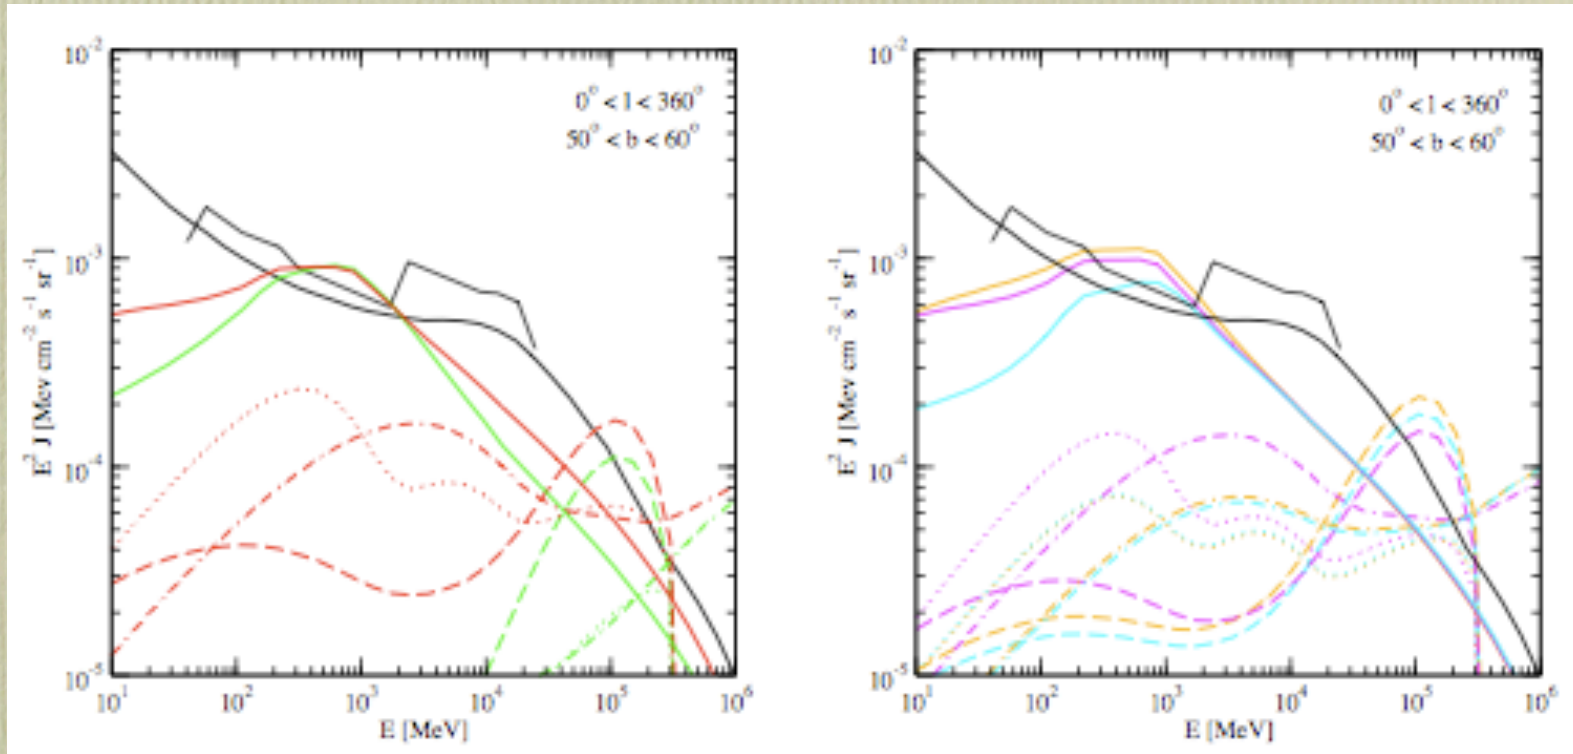 10⁻²
0° < l < 360°
50° < b < 60°
10⁻³
E² J [Mev cm⁻² s⁻¹ sr⁻¹]
10⁻⁴
10⁻⁵
10¹ 10² 10³ 10⁴ 10⁵ 10⁶
E [MeV]
10⁻²
0° < l < 360°
50° < b < 60°
10⁻³
E² J [Mev cm⁻² s⁻¹ sr⁻¹]
10⁻⁴
10⁻⁵
10¹ 10² 10³ 10⁴ 10⁵ 10⁶
E [MeV]